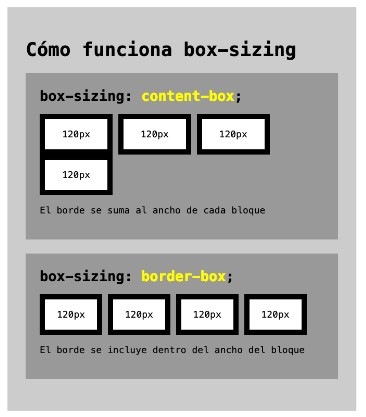 Cómo funciona box-sizing
box-sizing: content-box;
120px 120px 120px
120px
El borde se suma al ancho de cada bloque
box-sizing: border-box;
120px 120px 120px 120px
El borde se incluye dentro del ancho del bloque